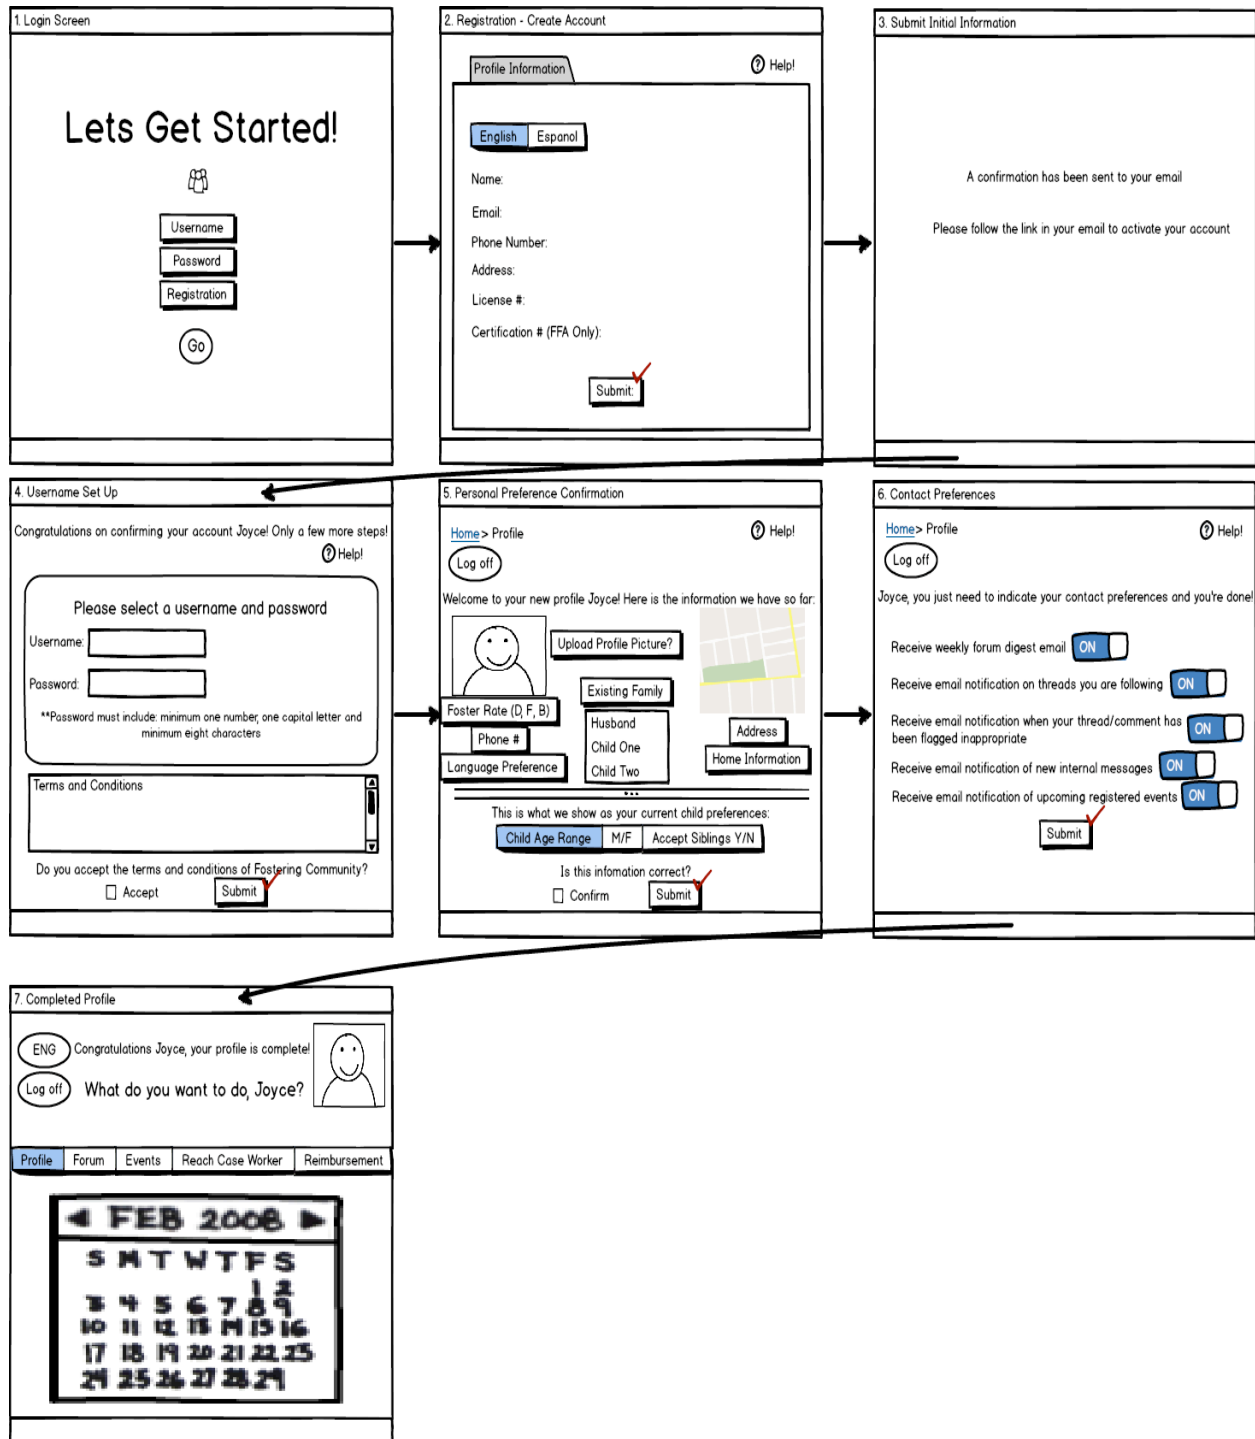 1. Login Screen
Lets Get Started!
Username
Password
Registration
Go
2. Registration - Create Account
Profile Information
? Help!
English Espanol
Name:
Email:
Phone Number:
Address:
License #:
Certification # (FFA Only):
Submit:
3. Submit Initial Information
A confirmation has been sent to your email
Please follow the link in your email to activate your account
4. Username Set Up
Congratulations on confirming your account Joyce! Only a few more steps!
? Help!
Please select a username and password
Username:
Password:
**Password must include: minimum one number, one capital letter and
minimum eight characters
Terms and Conditions
Do you accept the terms and conditions of Fostering Community?
Accept Submit
5. Personal Preference Confirmation
Home > Profile ? Help!
Log off
Welcome to your new profile Joyce! Here is the information we have so far:
Upload Profile Picture?
Foster Rate (D, F, B)
Phone #
Language Preference
Existing Family
Husband
Child One
Child Two
Address
Home Information
This is what we show as your current child preferences:
Child Age Range M/F Accept Siblings Y/N
Is this infomation correct?
Confirm Submit
6. Contact Preferences
Home > Profile ? Help!
Log off
Joyce, you just need to indicate your contact preferences and you're done!
Receive weekly forum digest email ON
Receive email notification on threads you are following ON
Receive email notification when your thread/comment has
been flagged inappropriate ON
Receive email notification of new internal messages ON
Receive email notification of upcoming registered events ON
Submit
7. Completed Profile
ENG Congratulations Joyce, your profile is complete!
Log off What do you want to do, Joyce?
Profile Forum Events Reach Case Worker Reimbursement
FEB 2008
S M T W T F S
1 2
3 4 5 6 7 8 9
10 11 12 13 14 15 16
17 18 19 20 21 22 23
24 25 26 27 28 29